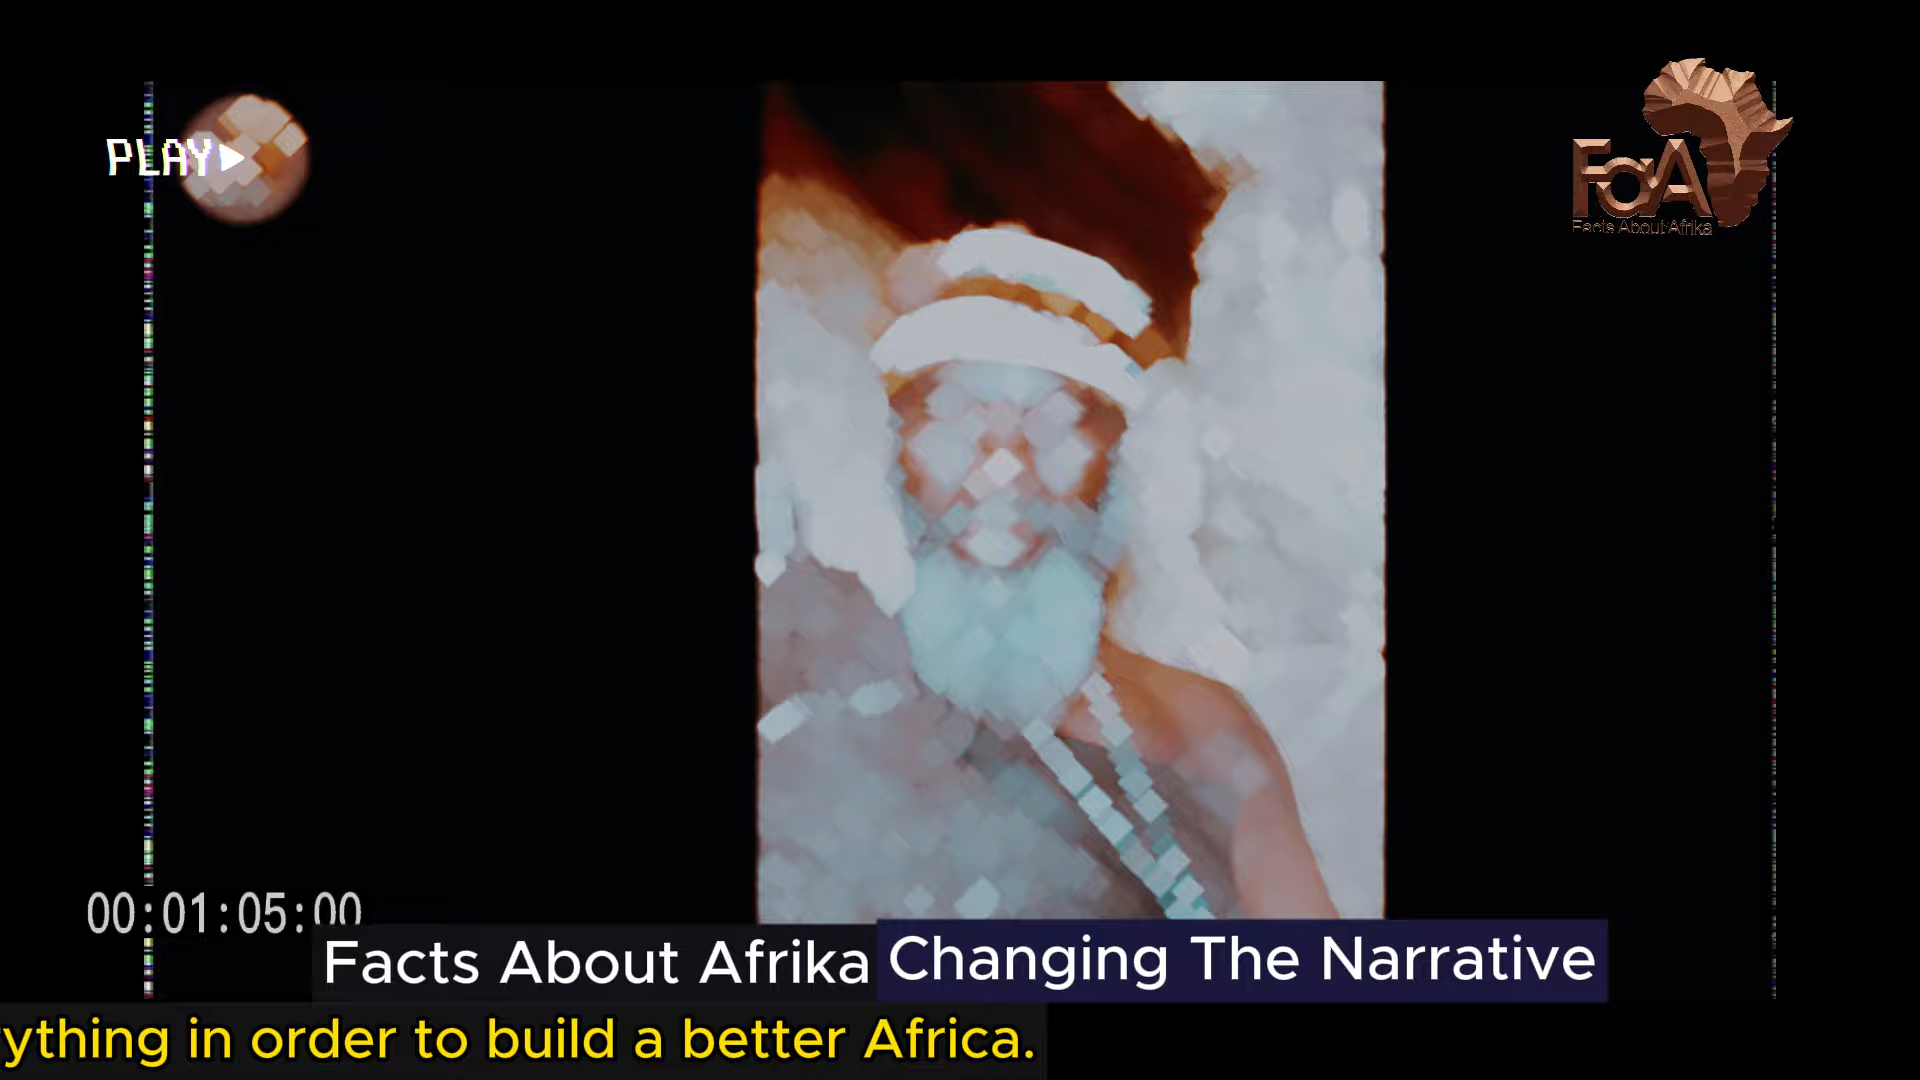 PLAY
FaA
Facts About Afrika
00:01:05:00
Facts About Afrika
Changing The Narrative
ything in order to build a better Africa.